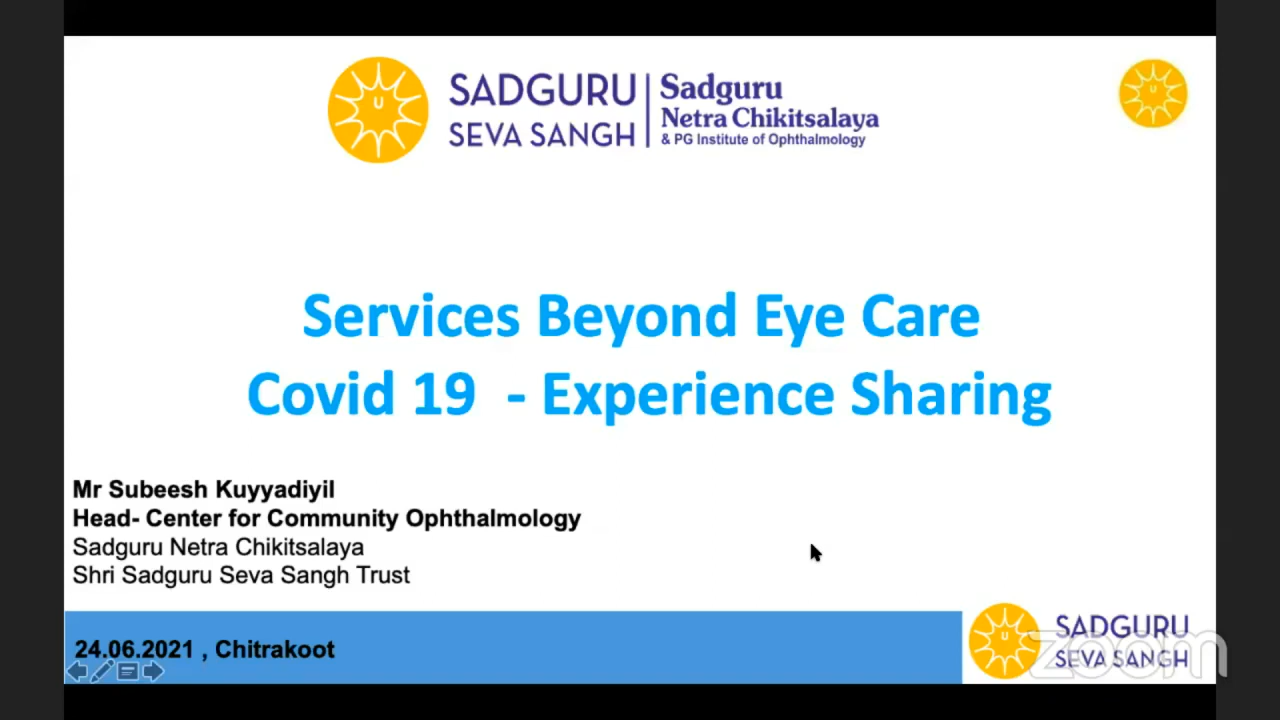 SADGURU
SEVA SANGH
Sadguru
Netra Chikitsalaya
& PG Institute of Ophthalmology
Services Beyond Eye Care
Covid 19 - Experience Sharing
Mr Subeesh Kuyyadiyil
Head- Center for Community Ophthalmology
Sadguru Netra Chikitsalaya
Shri Sadguru Seva Sangh Trust
24.06.2021 , Chitrakoot
SADGURU
SEVA SANGH
zoom